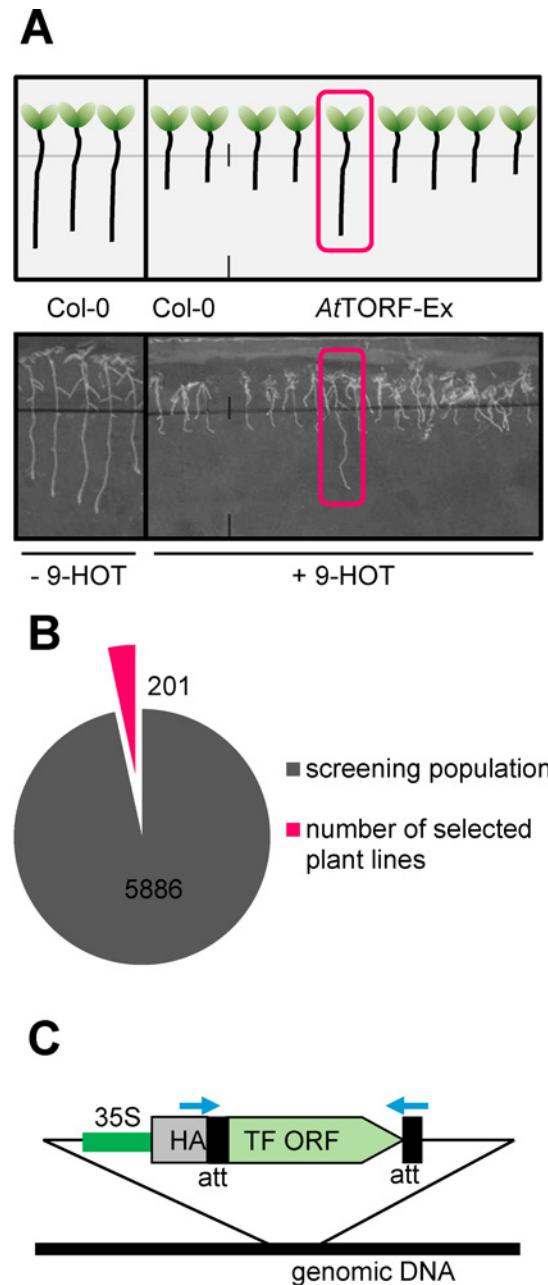 A
Col-0 Col-0 AtTORF-Ex
- 9-HOT + 9-HOT
B
201
screening population
number of selected
plant lines
5886
C
35S
HA TF ORF
att att
genomic DNA